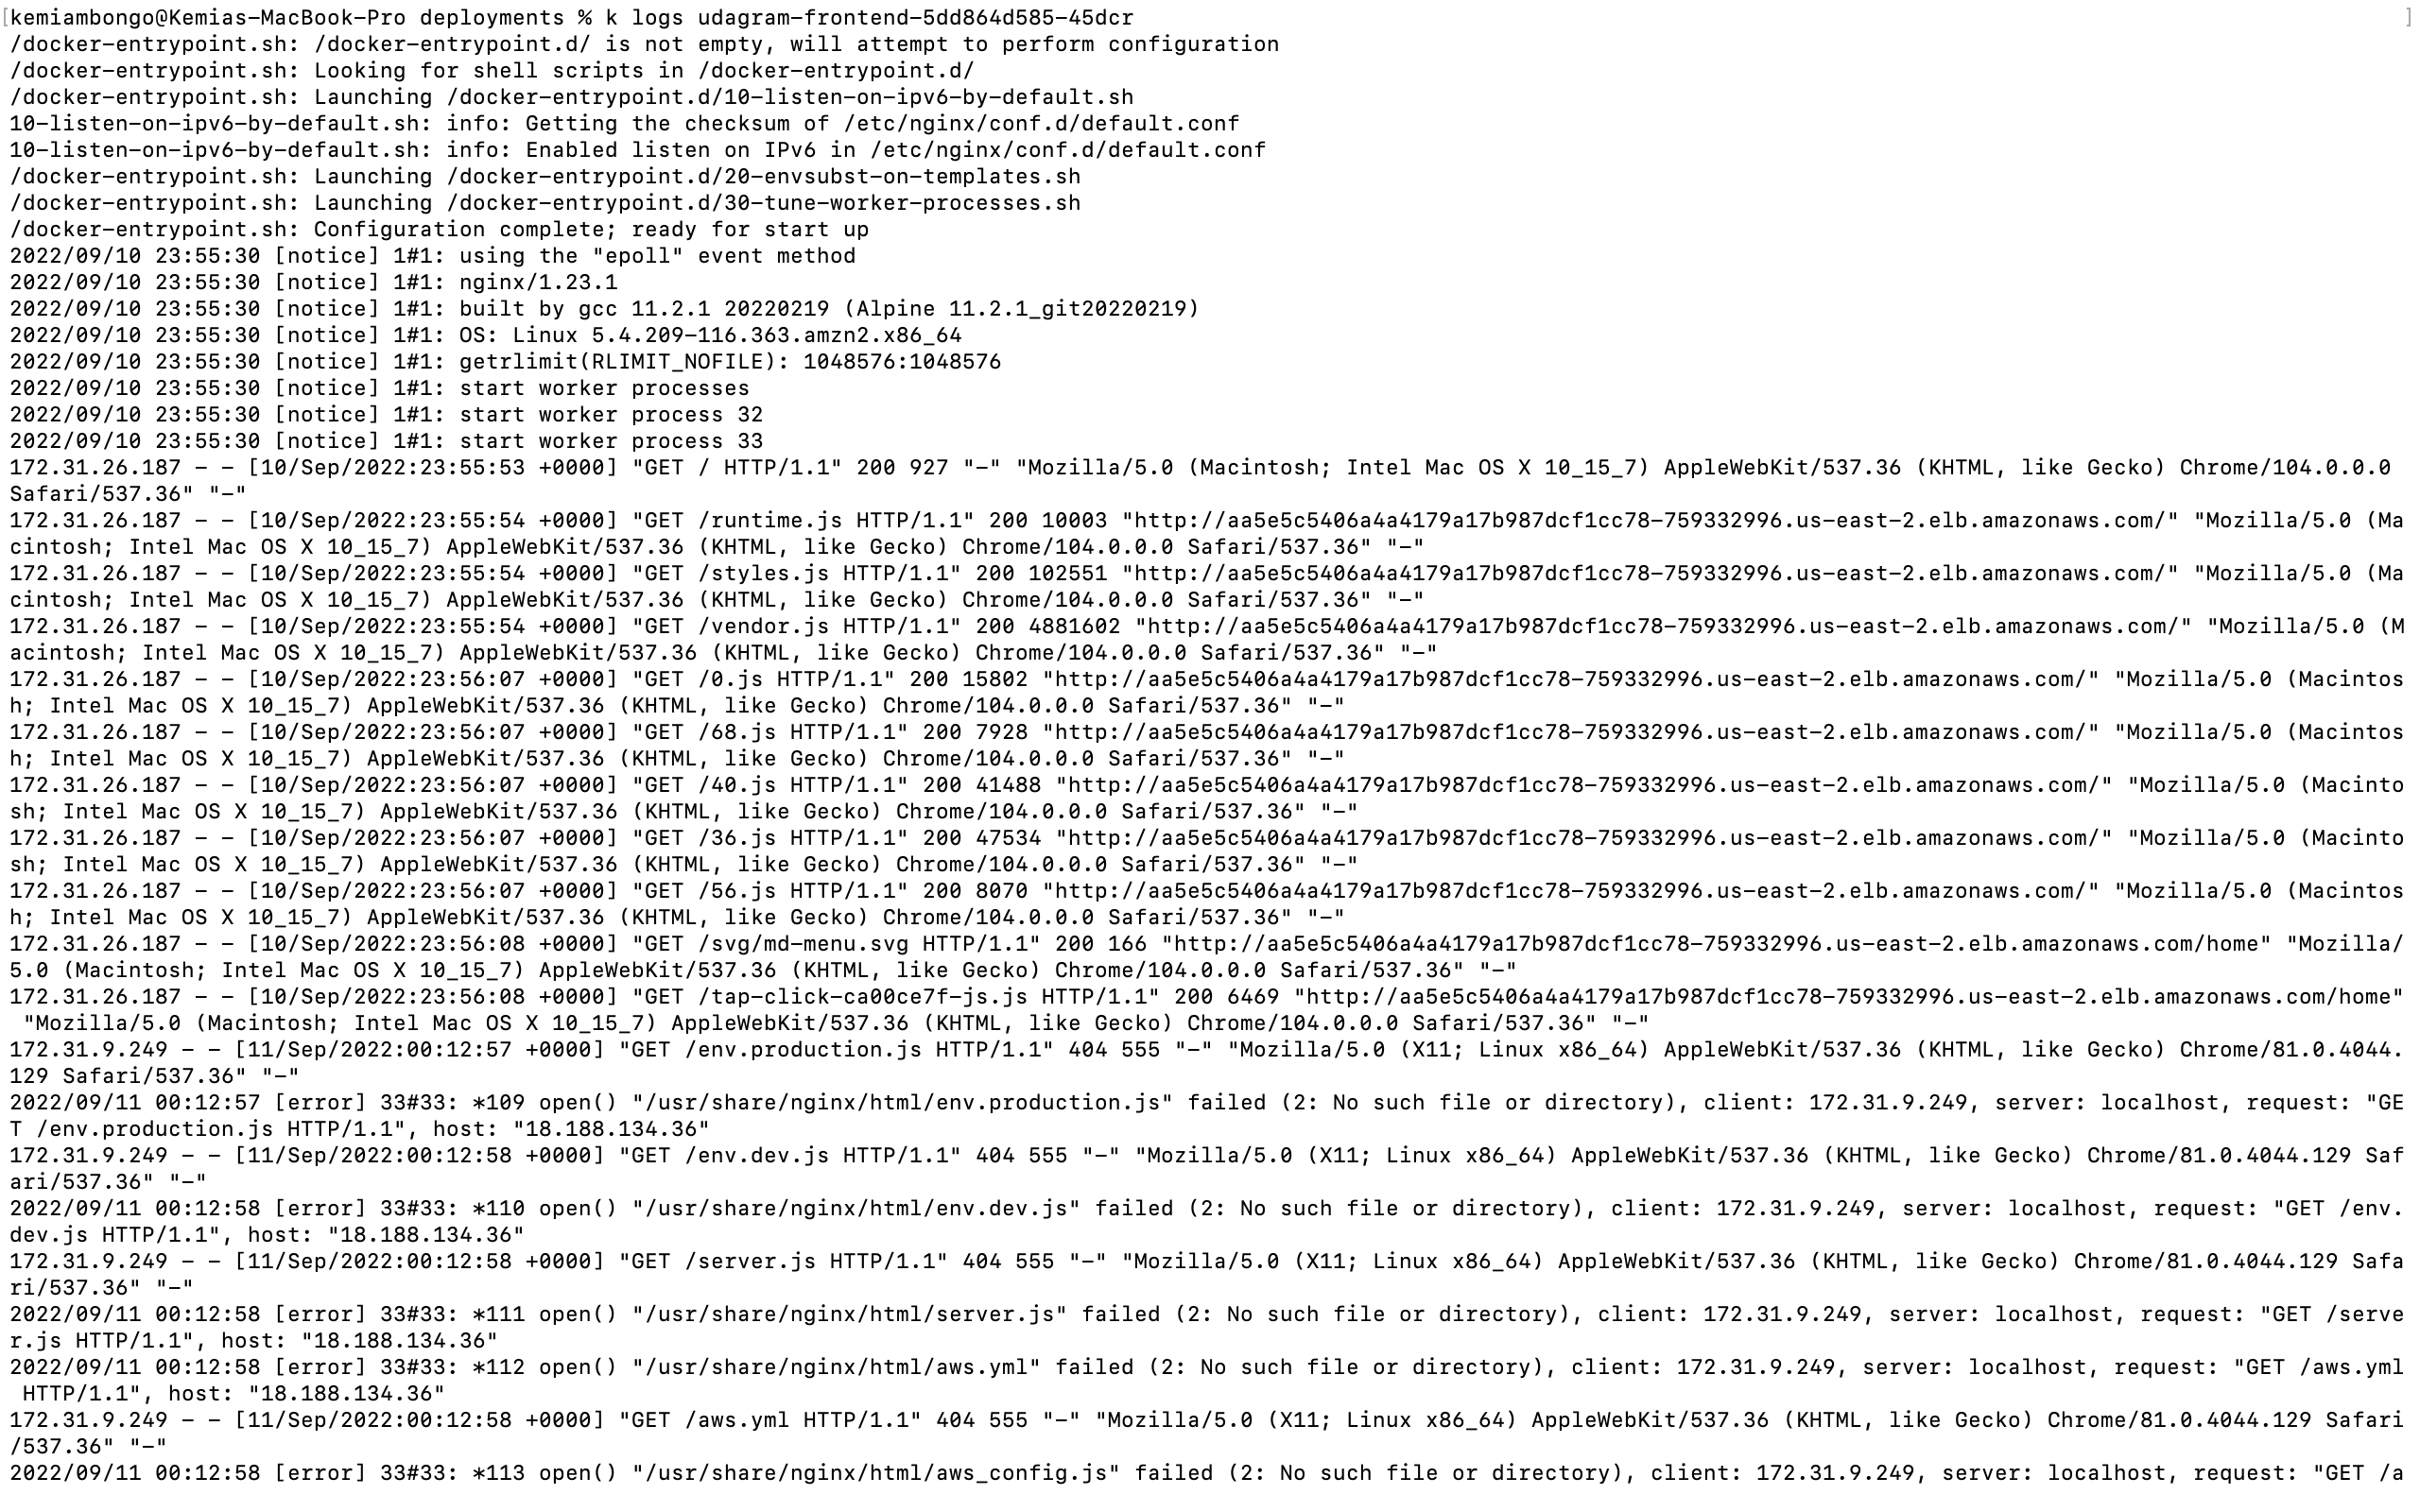 [kemiambongo@Kemias-MacBook-Pro deployments % k logs udagram-frontend-5dd864d585-45dcr ]
/docker-entrypoint.sh: /docker-entrypoint.d/ is not empty, will attempt to perform configuration
/docker-entrypoint.sh: Looking for shell scripts in /docker-entrypoint.d/
/docker-entrypoint.sh: Launching /docker-entrypoint.d/10-listen-on-ipv6-by-default.sh
10-listen-on-ipv6-by-default.sh: info: Getting the checksum of /etc/nginx/conf.d/default.conf
10-listen-on-ipv6-by-default.sh: info: Enabled listen on IPv6 in /etc/nginx/conf.d/default.conf
/docker-entrypoint.sh: Launching /docker-entrypoint.d/20-envsubst-on-templates.sh
/docker-entrypoint.sh: Launching /docker-entrypoint.d/30-tune-worker-processes.sh
/docker-entrypoint.sh: Configuration complete; ready for start up
2022/09/10 23:55:30 [notice] 1#1: using the "epoll" event method
2022/09/10 23:55:30 [notice] 1#1: nginx/1.23.1
2022/09/10 23:55:30 [notice] 1#1: built by gcc 11.2.1 20220219 (Alpine 11.2.1_git20220219)
2022/09/10 23:55:30 [notice] 1#1: OS: Linux 5.4.209-116.363.amzn2.x86_64
2022/09/10 23:55:30 [notice] 1#1: getrlimit(RLIMIT_NOFILE): 1048576:1048576
2022/09/10 23:55:30 [notice] 1#1: start worker processes
2022/09/10 23:55:30 [notice] 1#1: start worker process 32
2022/09/10 23:55:30 [notice] 1#1: start worker process 33
172.31.26.187 - - [10/Sep/2022:23:55:53 +0000] "GET / HTTP/1.1" 200 927 "-" "Mozilla/5.0 (Macintosh; Intel Mac OS X 10_15_7) AppleWebKit/537.36 (KHTML, like Gecko) Chrome/104.0.0.0
Safari/537.36" "-"
172.31.26.187 - - [10/Sep/2022:23:55:54 +0000] "GET /runtime.js HTTP/1.1" 200 10003 "http://aa5e5c5406a4a4179a17b987dcf1cc78-759332996.us-east-2.elb.amazonaws.com/" "Mozilla/5.0 (Ma
cintosh; Intel Mac OS X 10_15_7) AppleWebKit/537.36 (KHTML, like Gecko) Chrome/104.0.0.0 Safari/537.36" "-"
172.31.26.187 - - [10/Sep/2022:23:55:54 +0000] "GET /styles.js HTTP/1.1" 200 102551 "http://aa5e5c5406a4a4179a17b987dcf1cc78-759332996.us-east-2.elb.amazonaws.com/" "Mozilla/5.0 (Ma
cintosh; Intel Mac OS X 10_15_7) AppleWebKit/537.36 (KHTML, like Gecko) Chrome/104.0.0.0 Safari/537.36" "-"
172.31.26.187 - - [10/Sep/2022:23:55:54 +0000] "GET /vendor.js HTTP/1.1" 200 4881602 "http://aa5e5c5406a4a4179a17b987dcf1cc78-759332996.us-east-2.elb.amazonaws.com/" "Mozilla/5.0 (M
acintosh; Intel Mac OS X 10_15_7) AppleWebKit/537.36 (KHTML, like Gecko) Chrome/104.0.0.0 Safari/537.36" "-"
172.31.26.187 - - [10/Sep/2022:23:56:07 +0000] "GET /0.js HTTP/1.1" 200 15802 "http://aa5e5c5406a4a4179a17b987dcf1cc78-759332996.us-east-2.elb.amazonaws.com/" "Mozilla/5.0 (Macintos
h; Intel Mac OS X 10_15_7) AppleWebKit/537.36 (KHTML, like Gecko) Chrome/104.0.0.0 Safari/537.36" "-"
172.31.26.187 - - [10/Sep/2022:23:56:07 +0000] "GET /68.js HTTP/1.1" 200 7928 "http://aa5e5c5406a4a4179a17b987dcf1cc78-759332996.us-east-2.elb.amazonaws.com/" "Mozilla/5.0 (Macintos
h; Intel Mac OS X 10_15_7) AppleWebKit/537.36 (KHTML, like Gecko) Chrome/104.0.0.0 Safari/537.36" "-"
172.31.26.187 - - [10/Sep/2022:23:56:07 +0000] "GET /40.js HTTP/1.1" 200 41488 "http://aa5e5c5406a4a4179a17b987dcf1cc78-759332996.us-east-2.elb.amazonaws.com/" "Mozilla/5.0 (Macinto
sh; Intel Mac OS X 10_15_7) AppleWebKit/537.36 (KHTML, like Gecko) Chrome/104.0.0.0 Safari/537.36" "-"
172.31.26.187 - - [10/Sep/2022:23:56:07 +0000] "GET /36.js HTTP/1.1" 200 47534 "http://aa5e5c5406a4a4179a17b987dcf1cc78-759332996.us-east-2.elb.amazonaws.com/" "Mozilla/5.0 (Macinto
sh; Intel Mac OS X 10_15_7) AppleWebKit/537.36 (KHTML, like Gecko) Chrome/104.0.0.0 Safari/537.36" "-"
172.31.26.187 - - [10/Sep/2022:23:56:07 +0000] "GET /56.js HTTP/1.1" 200 8070 "http://aa5e5c5406a4a4179a17b987dcf1cc78-759332996.us-east-2.elb.amazonaws.com/" "Mozilla/5.0 (Macintos
h; Intel Mac OS X 10_15_7) AppleWebKit/537.36 (KHTML, like Gecko) Chrome/104.0.0.0 Safari/537.36" "-"
172.31.26.187 - - [10/Sep/2022:23:56:08 +0000] "GET /svg/md-menu.svg HTTP/1.1" 200 166 "http://aa5e5c5406a4a4179a17b987dcf1cc78-759332996.us-east-2.elb.amazonaws.com/home" "Mozilla/
5.0 (Macintosh; Intel Mac OS X 10_15_7) AppleWebKit/537.36 (KHTML, like Gecko) Chrome/104.0.0.0 Safari/537.36" "-"
172.31.26.187 - - [10/Sep/2022:23:56:08 +0000] "GET /tap-click-ca00ce7f-js.js HTTP/1.1" 200 6469 "http://aa5e5c5406a4a4179a17b987dcf1cc78-759332996.us-east-2.elb.amazonaws.com/home"
 "Mozilla/5.0 (Macintosh; Intel Mac OS X 10_15_7) AppleWebKit/537.36 (KHTML, like Gecko) Chrome/104.0.0.0 Safari/537.36" "-"
172.31.9.249 - - [11/Sep/2022:00:12:57 +0000] "GET /env.production.js HTTP/1.1" 404 555 "-" "Mozilla/5.0 (X11; Linux x86_64) AppleWebKit/537.36 (KHTML, like Gecko) Chrome/81.0.4044.
129 Safari/537.36" "-"
2022/09/11 00:12:57 [error] 33#33: *109 open() "/usr/share/nginx/html/env.production.js" failed (2: No such file or directory), client: 172.31.9.249, server: localhost, request: "GE
T /env.production.js HTTP/1.1", host: "18.188.134.36"
172.31.9.249 - - [11/Sep/2022:00:12:58 +0000] "GET /env.dev.js HTTP/1.1" 404 555 "-" "Mozilla/5.0 (X11; Linux x86_64) AppleWebKit/537.36 (KHTML, like Gecko) Chrome/81.0.4044.129 Saf
ari/537.36" "-"
2022/09/11 00:12:58 [error] 33#33: *110 open() "/usr/share/nginx/html/env.dev.js" failed (2: No such file or directory), client: 172.31.9.249, server: localhost, request: "GET /env.
dev.js HTTP/1.1", host: "18.188.134.36"
172.31.9.249 - - [11/Sep/2022:00:12:58 +0000] "GET /server.js HTTP/1.1" 404 555 "-" "Mozilla/5.0 (X11; Linux x86_64) AppleWebKit/537.36 (KHTML, like Gecko) Chrome/81.0.4044.129 Safa
ri/537.36" "-"
2022/09/11 00:12:58 [error] 33#33: *111 open() "/usr/share/nginx/html/server.js" failed (2: No such file or directory), client: 172.31.9.249, server: localhost, request: "GET /serve
r.js HTTP/1.1", host: "18.188.134.36"
2022/09/11 00:12:58 [error] 33#33: *112 open() "/usr/share/nginx/html/aws.yml" failed (2: No such file or directory), client: 172.31.9.249, server: localhost, request: "GET /aws.yml
 HTTP/1.1", host: "18.188.134.36"
172.31.9.249 - - [11/Sep/2022:00:12:58 +0000] "GET /aws.yml HTTP/1.1" 404 555 "-" "Mozilla/5.0 (X11; Linux x86_64) AppleWebKit/537.36 (KHTML, like Gecko) Chrome/81.0.4044.129 Safari
/537.36" "-"
2022/09/11 00:12:58 [error] 33#33: *113 open() "/usr/share/nginx/html/aws_config.js" failed (2: No such file or directory), client: 172.31.9.249, server: localhost, request: "GET /a